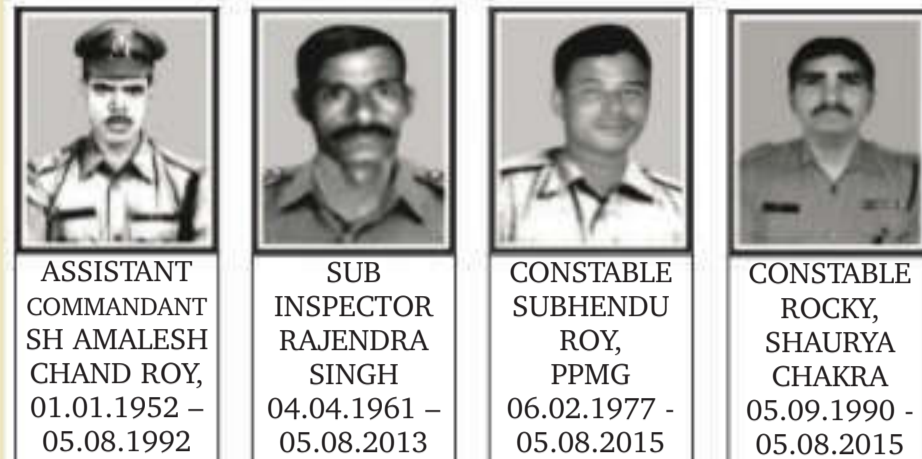 ASSISTANT
COMMANDANT
SH AMALESH
CHAND ROY,
01.01.1952 –
05.08.1992
SUB
INSPECTOR
RAJENDRA
SINGH
04.04.1961 –
05.08.2013
CONSTABLE
SUBHENDU
ROY,
PPMG
06.02.1977 -
05.08.2015
CONSTABLE
ROCKY,
SHAURYA
CHAKRA
05.09.1990 -
05.08.2015